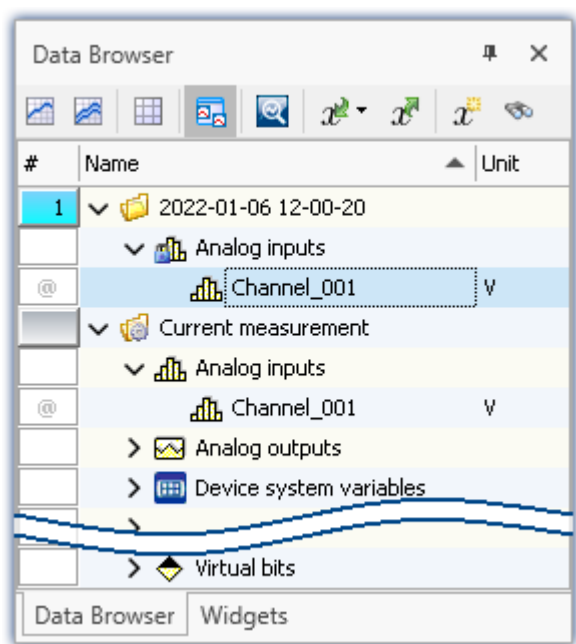 Data Browser
# Name Unit
1 2022-01-06 12-00-20
Analog inputs
@ Channel_001 V
Current measurement
Analog inputs
@ Channel_001 V
Analog outputs
Device system variables
Virtual bits
Data Browser Widgets